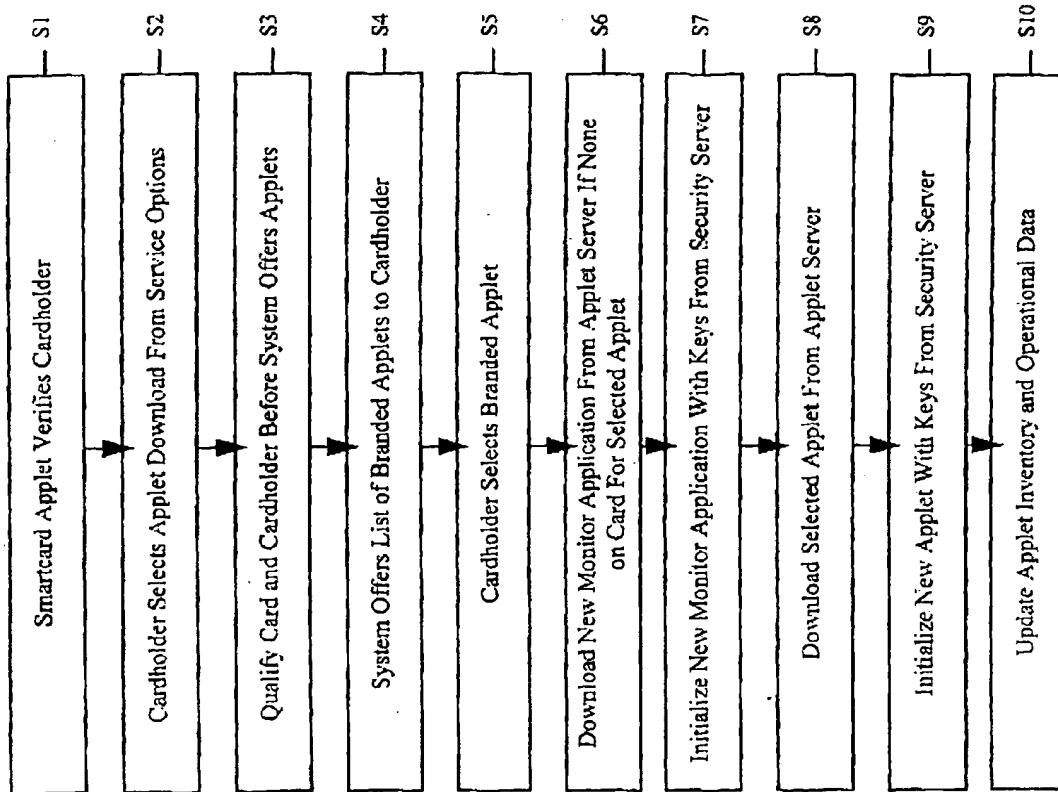 Smartcard Applet Verifies Cardholder
S1
Cardholder Selects Applet Download From Service Options
S2
Qualify Card and Cardholder Before System Offers Applets
S3
System Offers List of Branded Applets to Cardholder
S4
Cardholder Selects Branded Applet
S5
Download New Monitor Application From Applet Server If None
on Card For Selected Applet
S6
Initialize New Monitor Application With Keys From Security Server
S7
Download Selected Applet From Applet Server
S8
Initialize New Applet With Keys From Security Server
S9
Update Applet Inventory and Operational Data
S10